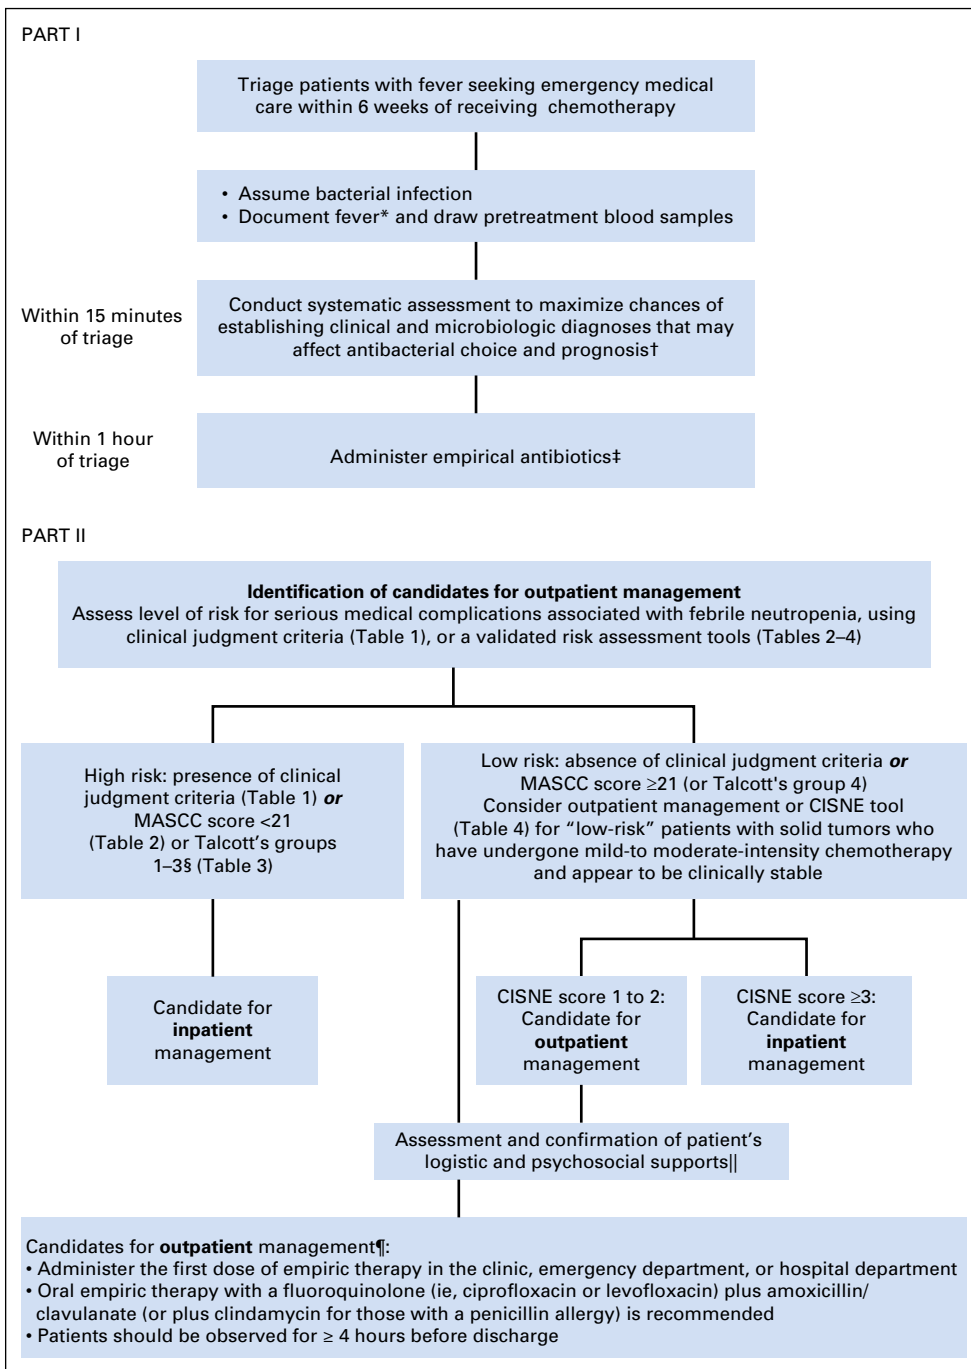 PART I
Triage patients with fever seeking emergency medical
care within 6 weeks of receiving chemotherapy
• Assume bacterial infection
• Document fever* and draw pretreatment blood samples
Within 15 minutes
of triage
Conduct systematic assessment to maximize chances of
establishing clinical and microbiologic diagnoses that may
affect antibacterial choice and prognosis†
Within 1 hour
of triage
Administer empirical antibiotics‡
PART II
Identification of candidates for outpatient management
Assess level of risk for serious medical complications associated with febrile neutropenia, using
clinical judgment criteria (Table 1), or a validated risk assessment tools (Tables 2–4)
High risk: presence of clinical
judgment criteria (Table 1) or
MASCC score <21
(Table 2) or Talcott's groups
1–3§ (Table 3)
Low risk: absence of clinical judgment criteria or
MASCC score ≥21 (or Talcott's group 4)
Consider outpatient management or CISNE tool
(Table 4) for “low-risk” patients with solid tumors who
have undergone mild-to moderate-intensity chemotherapy
and appear to be clinically stable
Candidate for
inpatient
management
CISNE score 1 to 2:
Candidate for
outpatient
management
CISNE score ≥3:
Candidate for
inpatient
management
Assessment and confirmation of patient's
logistic and psychosocial supports||
Candidates for outpatient management¶:
• Administer the first dose of empiric therapy in the clinic, emergency department, or hospital department
• Oral empiric therapy with a fluoroquinolone (ie, ciprofloxacin or levofloxacin) plus amoxicillin/
clavulanate (or plus clindamycin for those with a penicillin allergy) is recommended
• Patients should be observed for ≥ 4 hours before discharge